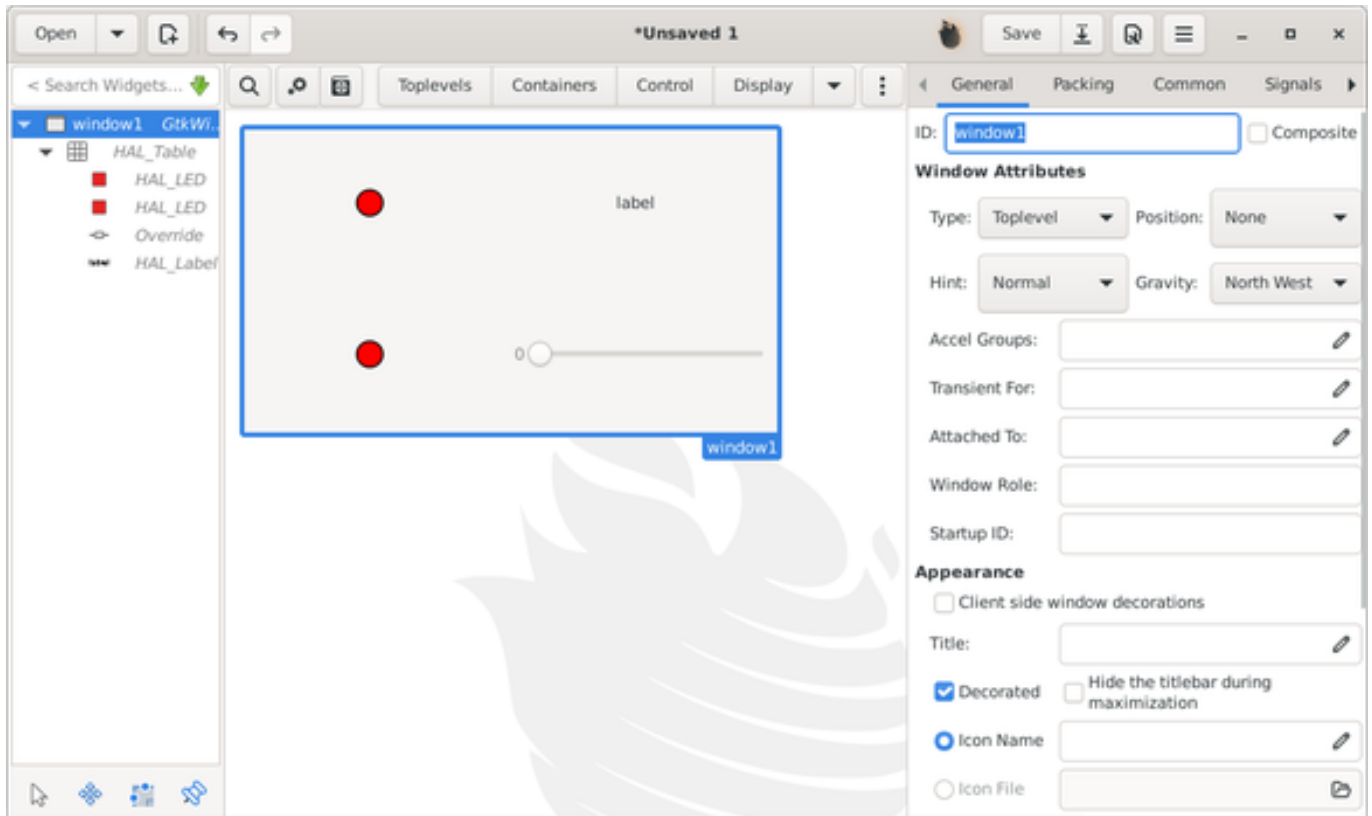 Open
*Unsaved 1
Save
< Search Widgets...
Toplevels Containers Control Display
General Packing Common Signals
window1 GtkWi..
HAL_Table
HAL_LED
HAL_LED
Override
HAL_Label
label
0
window1
ID: window1 Composite
Window Attributes
Type: Toplevel Position: None
Hint: Normal Gravity: North West
Accel Groups:
Transient For:
Attached To:
Window Role:
Startup ID:
Appearance
Client side window decorations
Title:
Decorated Hide the titlebar during
maximization
Icon Name
Icon File